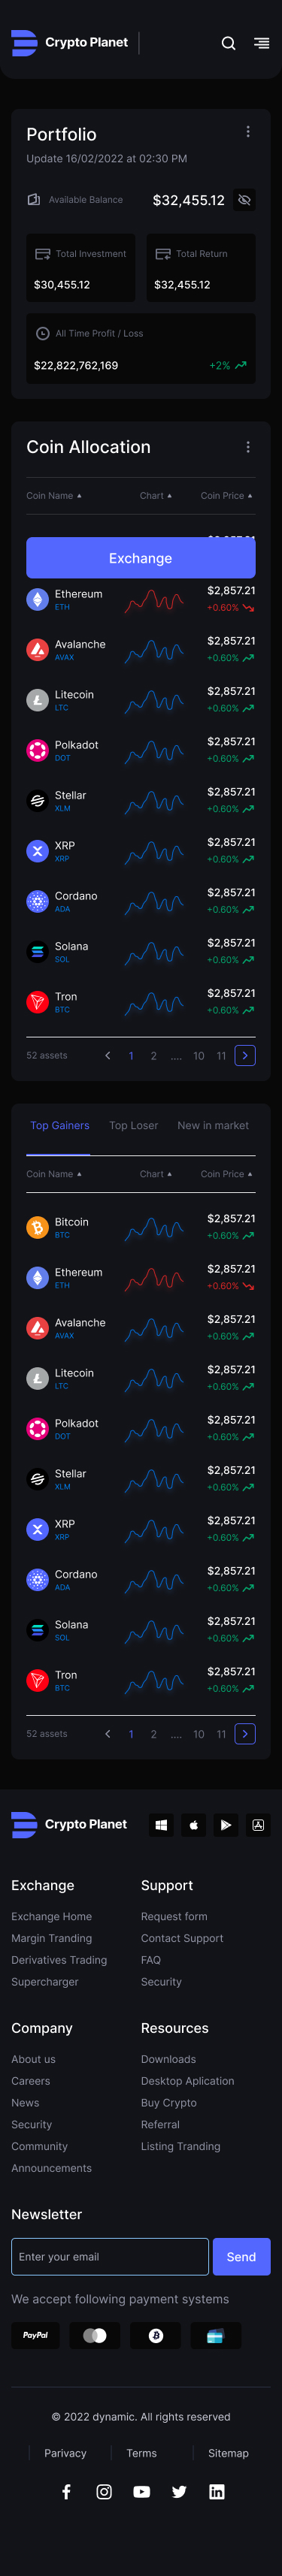 Crypto Planet
Portfolio
Update 16/02/2022 at 02:30 PM
Available Balance $32,455.12
Total Investment Total Return
$30,455.12 $32,455.12
All Time Profit / Loss
$22,822,762,169 +2%
Coin Allocation
Coin Name Chart Coin Price
Exchange
Ethereum $2,857.21
ETH +0.60%
Avalanche $2,857.21
AVAX +0.60%
Litecoin $2,857.21
LTC +0.60%
Polkadot $2,857.21
DOT +0.60%
Stellar $2,857.21
XLM +0.60%
XRP $2,857.21
XRP +0.60%
Cordano $2,857.21
ADA +0.60%
Solana $2,857.21
SOL +0.60%
Tron $2,857.21
BTC +0.60%
52 assets 1 2 .... 10 11
Top Gainers Top Loser New in market
Coin Name Chart Coin Price
Bitcoin $2,857.21
BTC +0.60%
Ethereum $2,857.21
ETH +0.60%
Avalanche $2,857.21
AVAX +0.60%
Litecoin $2,857.21
LTC +0.60%
Polkadot $2,857.21
DOT +0.60%
Stellar $2,857.21
XLM +0.60%
XRP $2,857.21
XRP +0.60%
Cordano $2,857.21
ADA +0.60%
Solana $2,857.21
SOL +0.60%
Tron $2,857.21
BTC +0.60%
52 assets 1 2 .... 10 11
Crypto Planet
Exchange Support
Exchange Home Request form
Margin Tranding Contact Support
Derivatives Trading FAQ
Supercharger Security
Company Resources
About us Downloads
Careers Desktop Aplication
News Buy Crypto
Security Referral
Community Listing Tranding
Announcements
Newsletter
Enter your email Send
We accept following payment systems
PayPal
© 2022 dynamic. All rights reserved
Parivacy Terms Sitemap